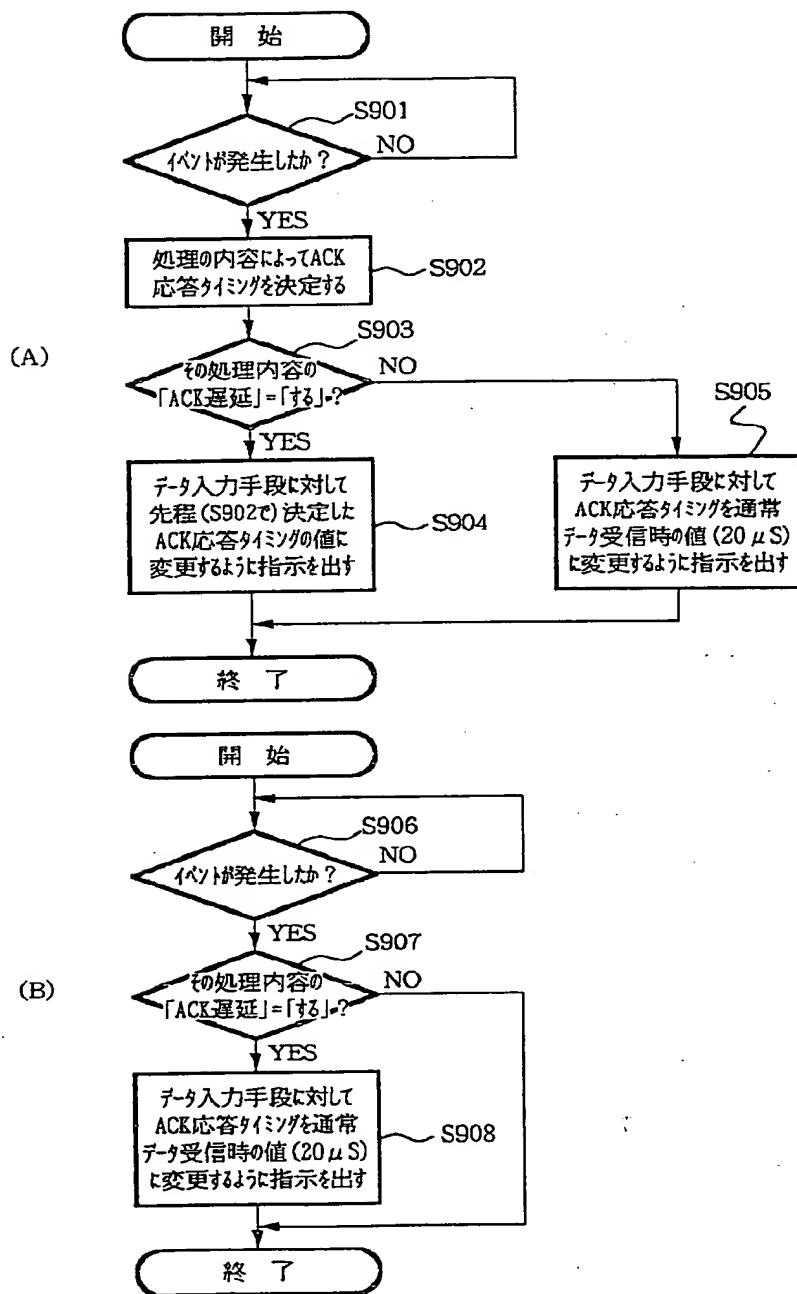 開 始
S901
イベントが発生したか？
NO
YES
処理の内容によってACK
応答タイミングを決定する
S902
(A)
S903
その処理内容の
「ACK遅延」=「する」?
NO
YES
データ入力手段に対して
先程(S902で)決定した
ACK応答タイミングの値に
変更するように指示を出す
S904
S905
データ入力手段に対して
ACK応答タイミングを通常
データ受信時の値(20μS)
に変更するように指示を出す
終 了
開 始
S906
イベントが発生したか？
NO
YES
(B)
S907
その処理内容の
「ACK遅延」=「する」?
NO
YES
データ入力手段に対して
ACK応答タイミングを通常
データ受信時の値(20μS)
に変更するように指示を出す
S908
終 了